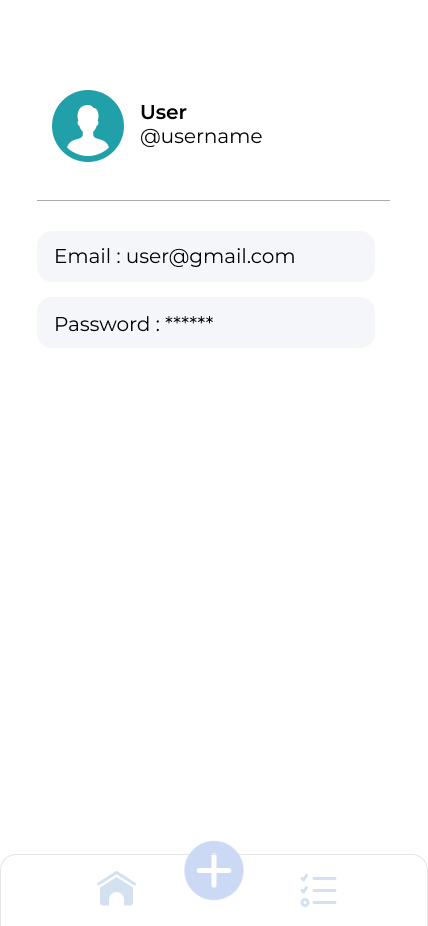 User
@username
Email : user@gmail.com
Password : ******